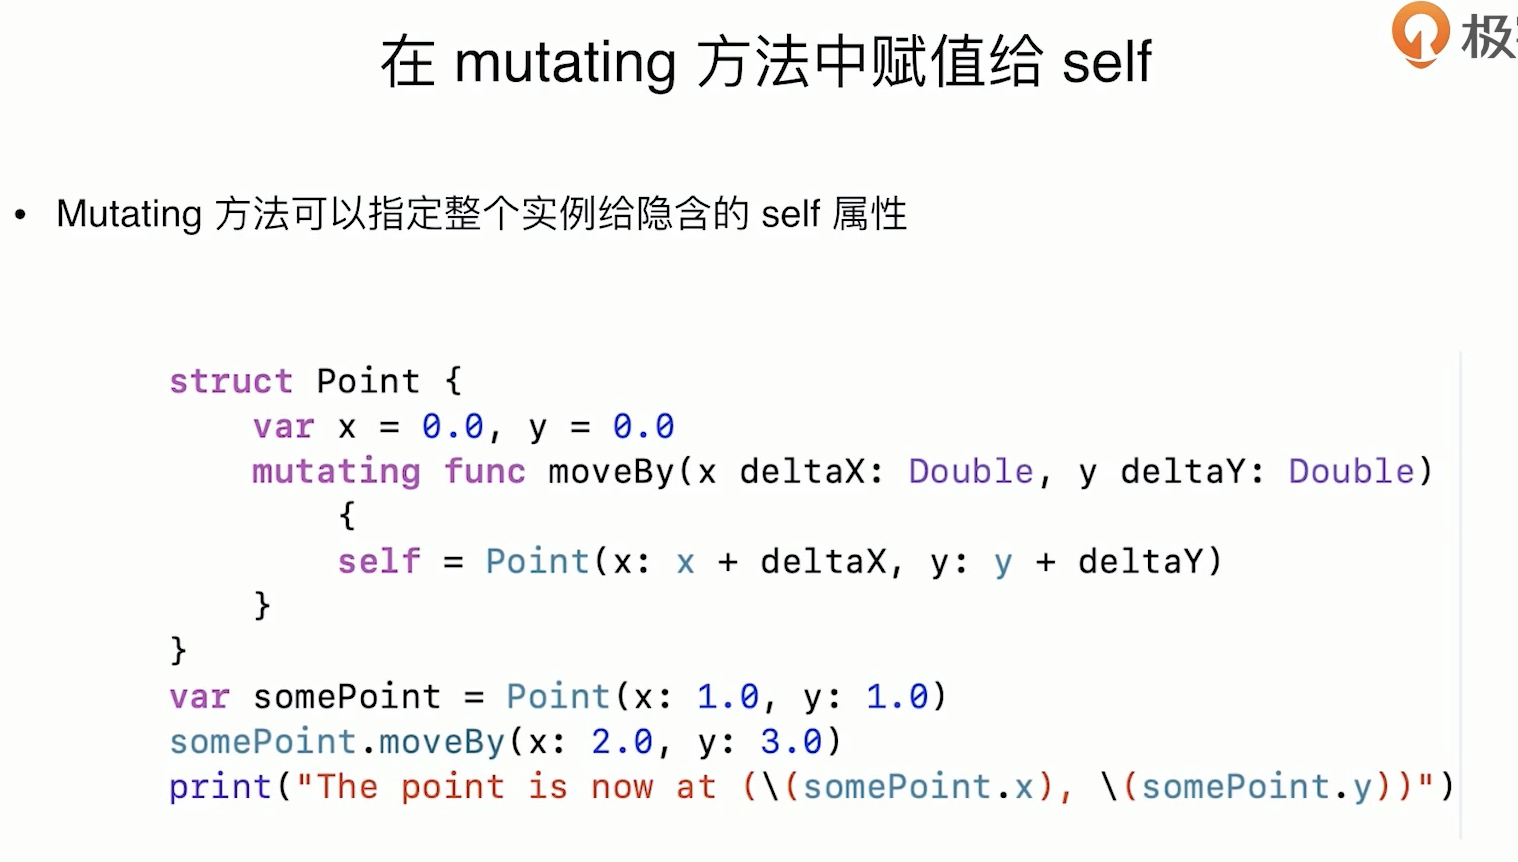 在 mutating 方法中赋值给 self
极
• Mutating 方法可以指定整个实例给隐含的 self 属性
struct Point {
    var x = 0.0, y = 0.0
    mutating func moveBy(x deltaX: Double, y deltaY: Double)
        {
        self = Point(x: x + deltaX, y: y + deltaY)
    }
}
var somePoint = Point(x: 1.0, y: 1.0)
somePoint.moveBy(x: 2.0, y: 3.0)
print("The point is now at (\(somePoint.x), \(somePoint.y))")